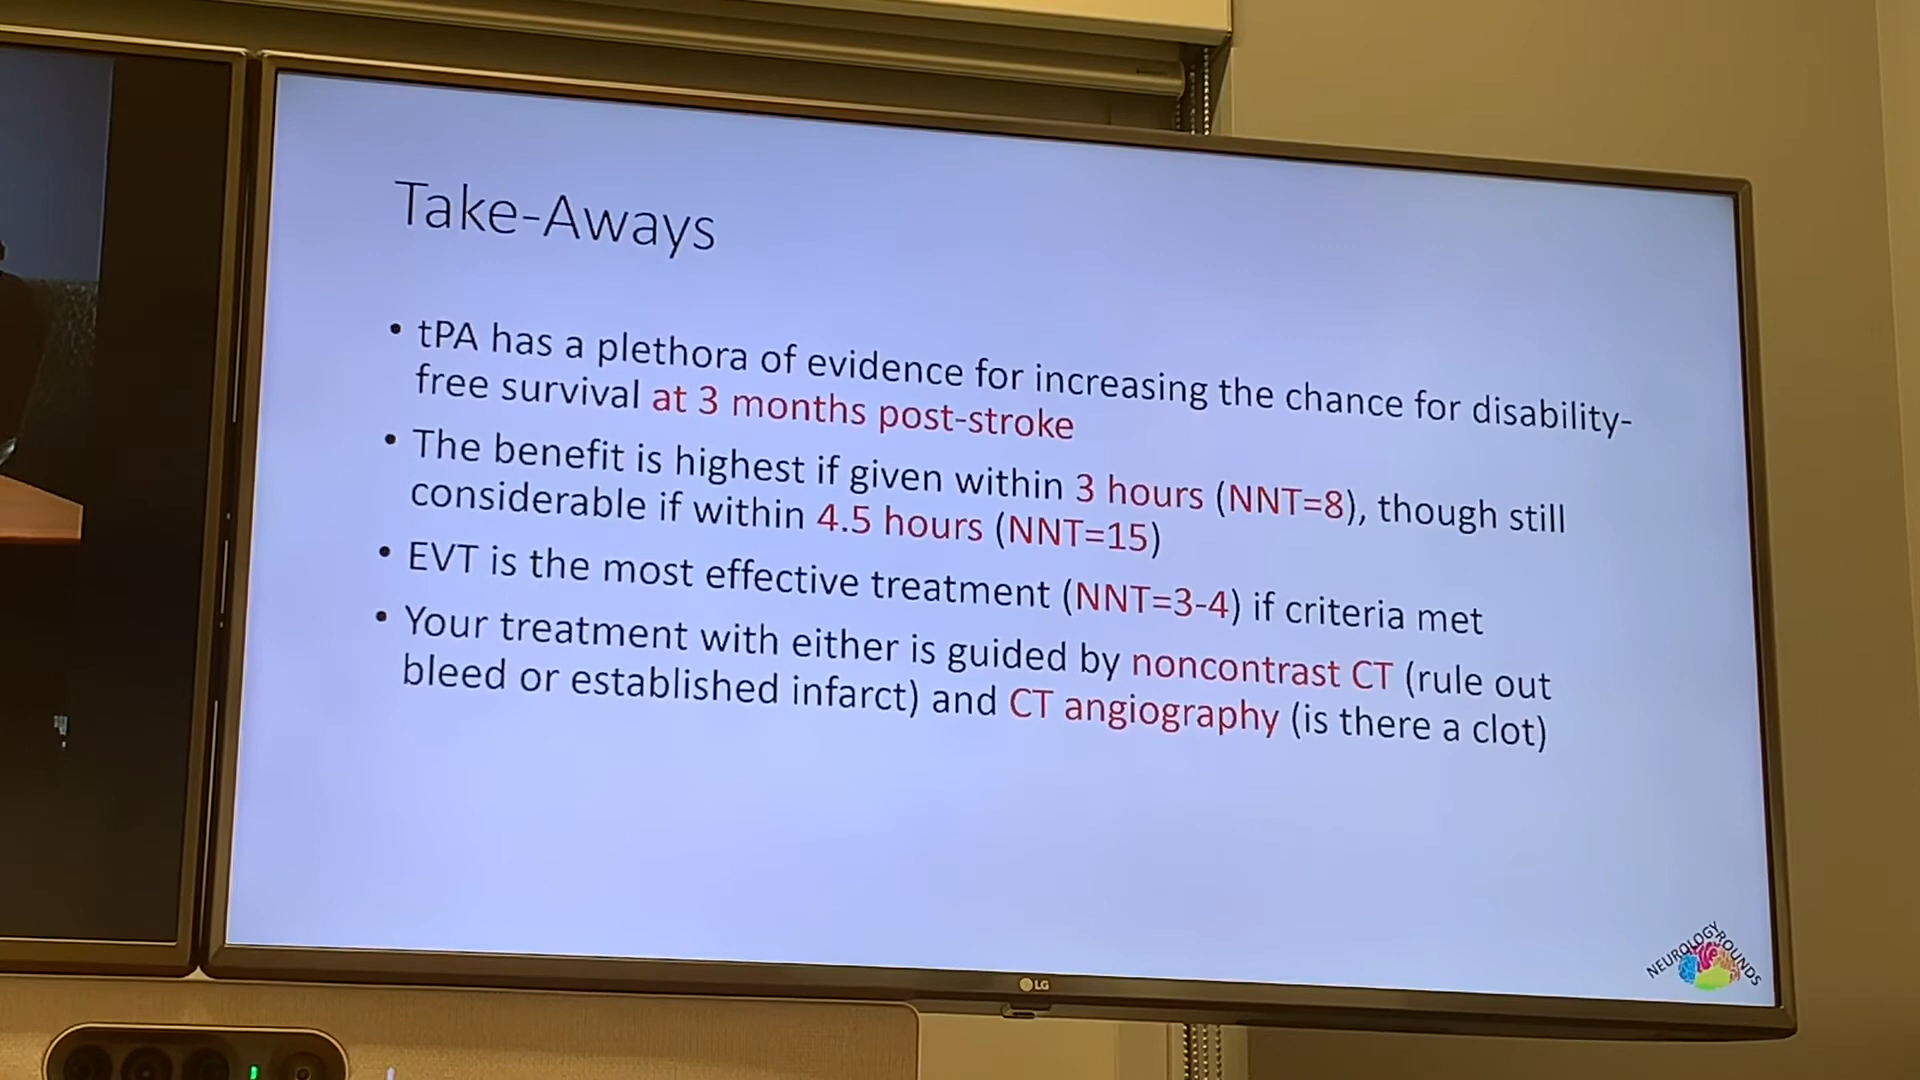 Take-Aways
• tPA has a plethora of evidence for increasing the chance for disability-
free survival at 3 months post-stroke
• The benefit is highest if given within 3 hours (NNT=8), though still
considerable if within 4.5 hours (NNT=15)
• EVT is the most effective treatment (NNT=3-4) if criteria met
• Your treatment with either is guided by noncontrast CT (rule out
bleed or established infarct) and CT angiography (is there a clot)
NEUROLOGY ROUNDS
LG